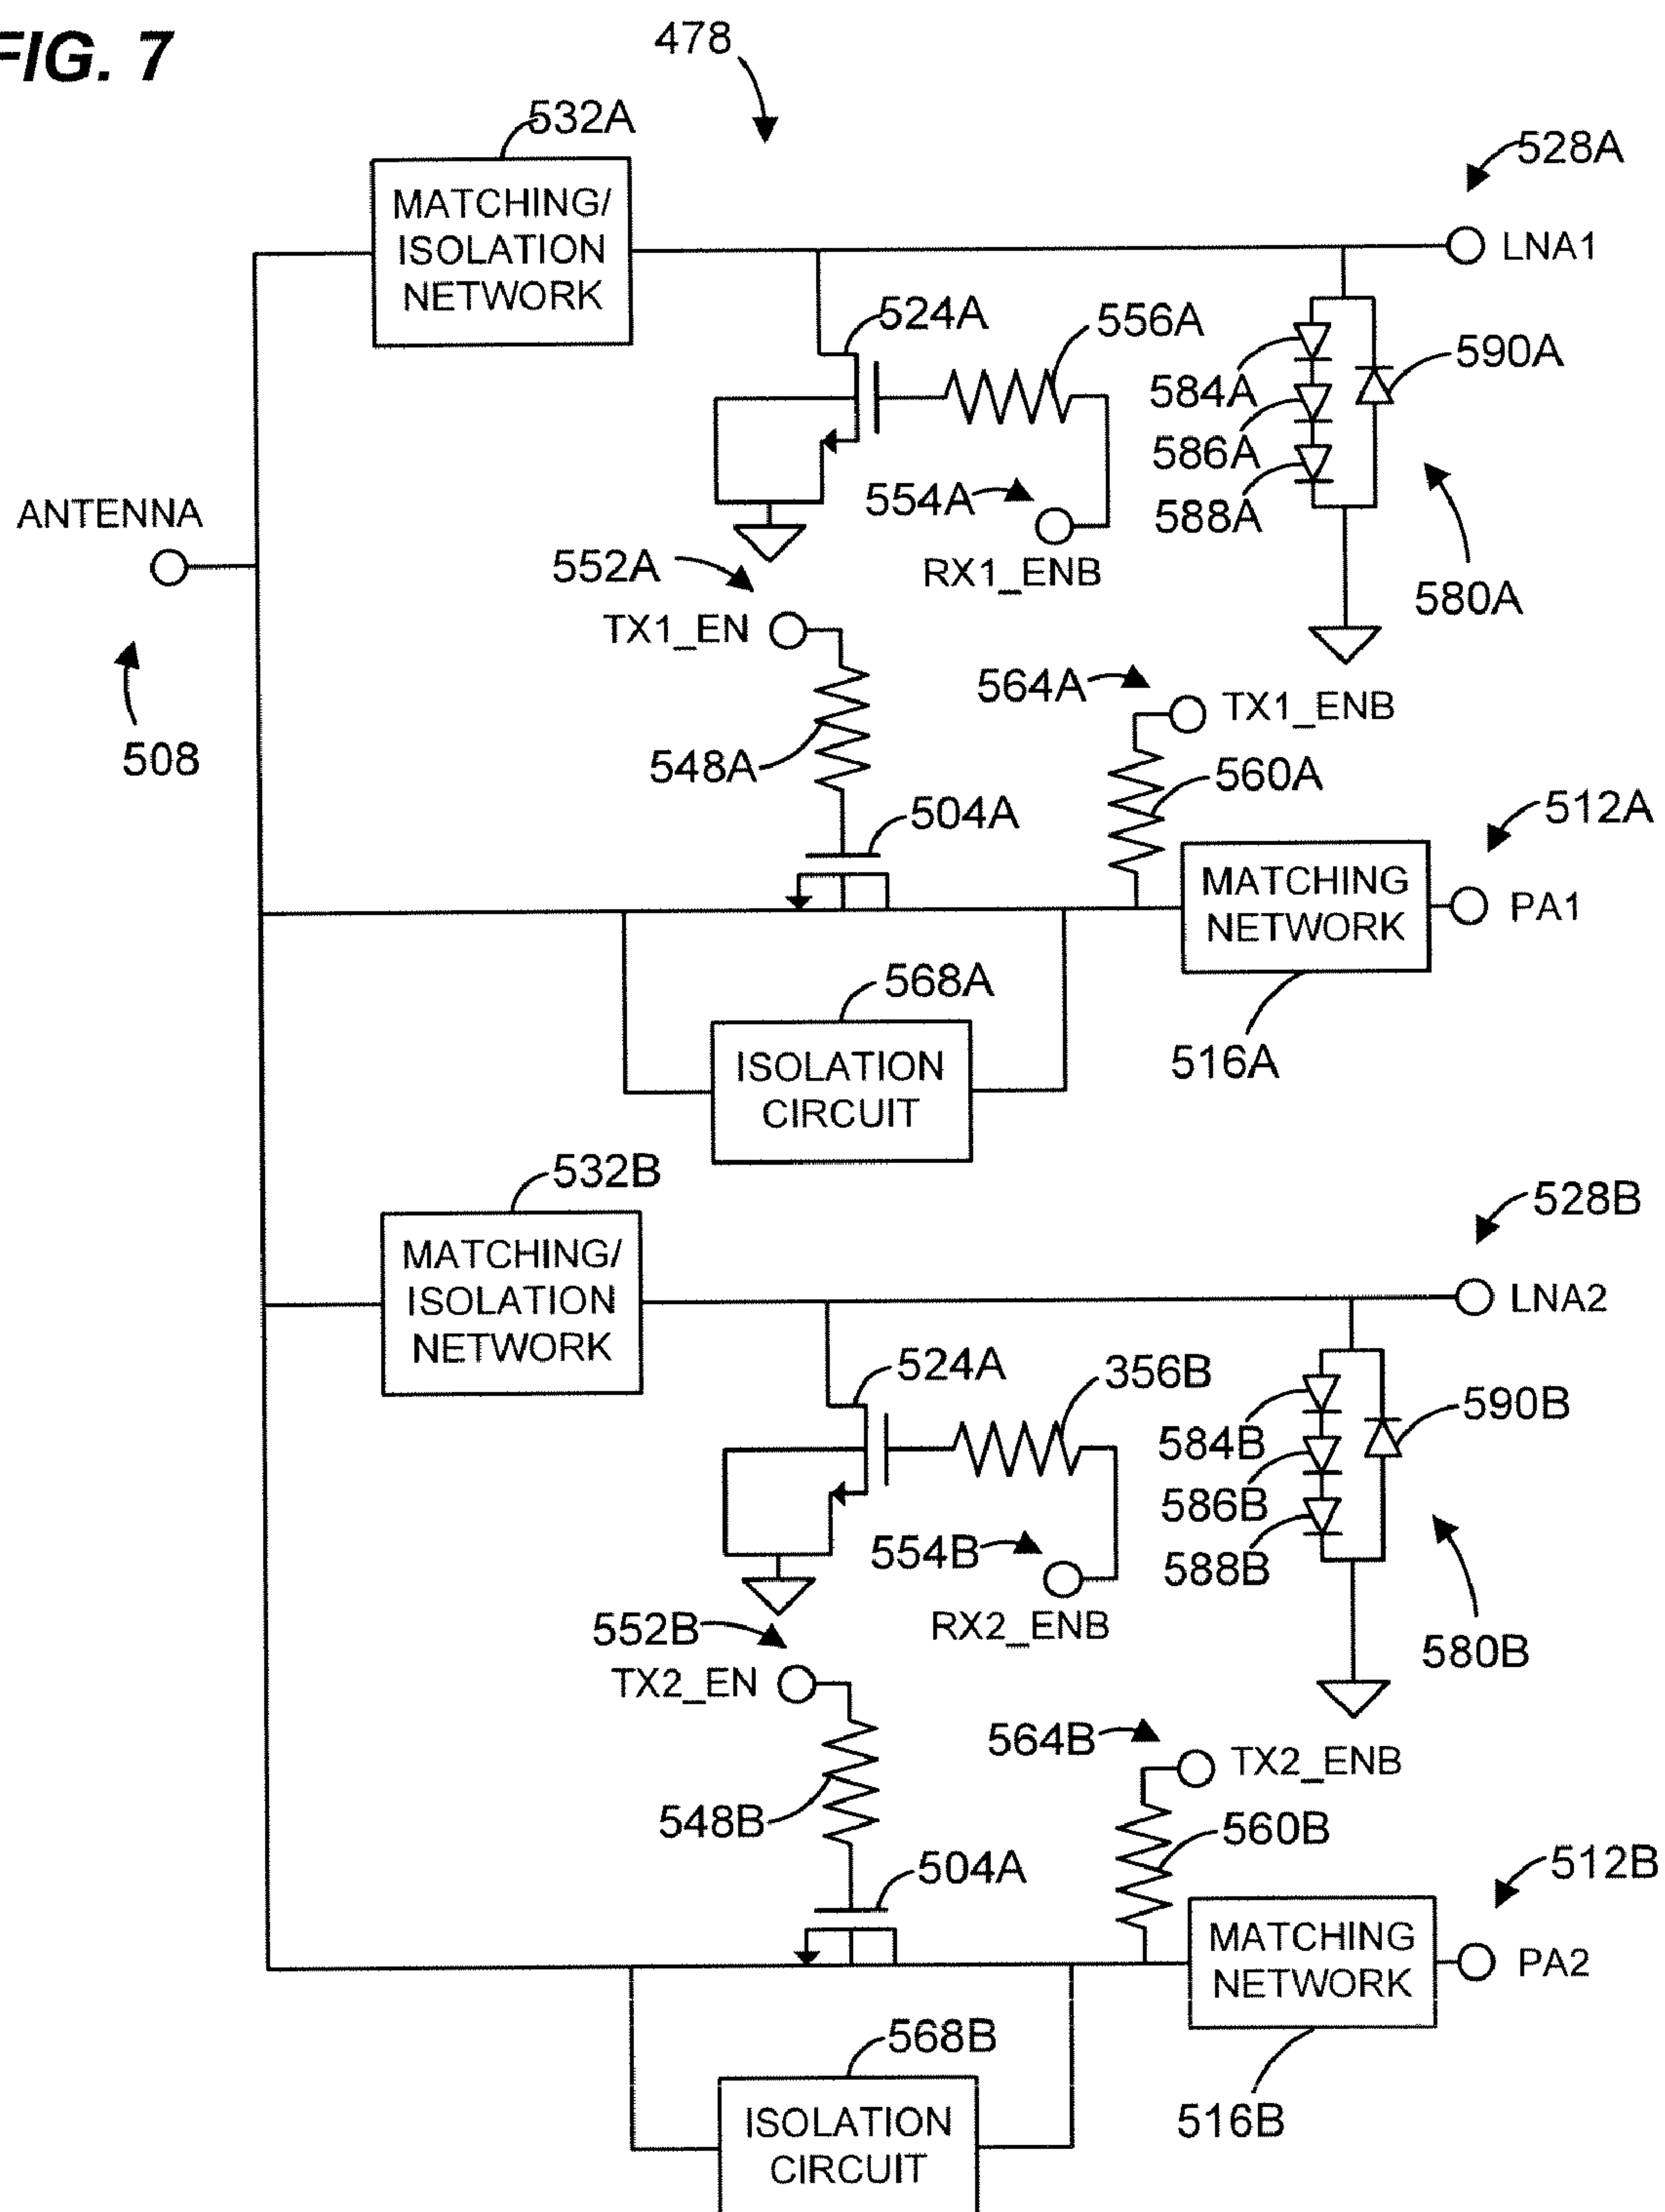 FIG. 7
478
532A
528A
MATCHING/
ISOLATION
NETWORK
LNA1
524A
556A
590A
584A
586A
554A
588A
ANTENNA
552A
RX1_ENB
580A
TX1_EN
564A
TX1_ENB
508
548A
560A
504A
512A
MATCHING
NETWORK
PA1
568A
ISOLATION
CIRCUIT
516A
532B
528B
MATCHING/
ISOLATION
NETWORK
LNA2
524A
356B
590B
584B
586B
554B
588B
552B
RX2_ENB
580B
TX2_EN
564B
TX2_ENB
548B
560B
504A
512B
MATCHING
NETWORK
PA2
568B
ISOLATION
CIRCUIT
516B